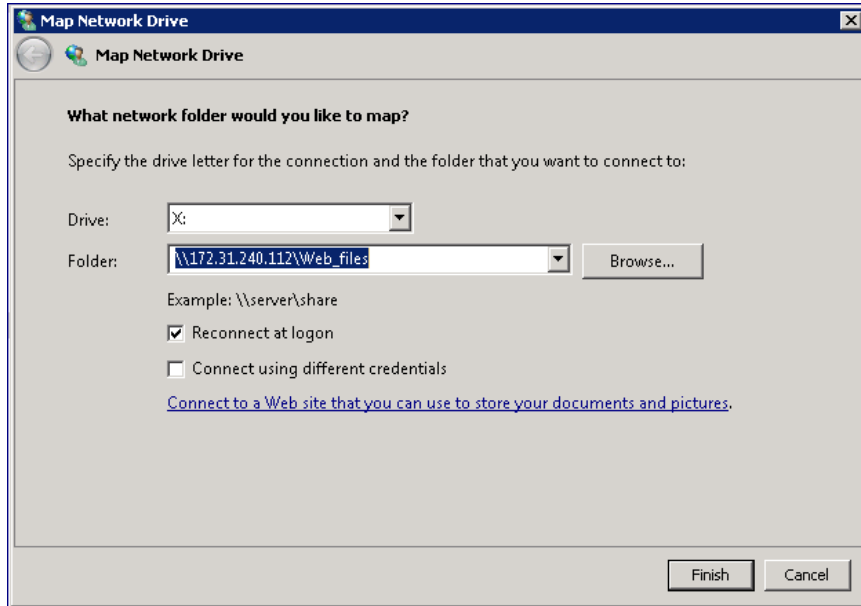 Map Network Drive
Map Network Drive
What network folder would you like to map?
Specify the drive letter for the connection and the folder that you want to connect to:
Drive: X:
Folder: \\172.31.240.112\Web_files Browse...
Example: \\server\share
Reconnect at logon
Connect using different credentials
Connect to a Web site that you can use to store your documents and pictures.
Finish Cancel